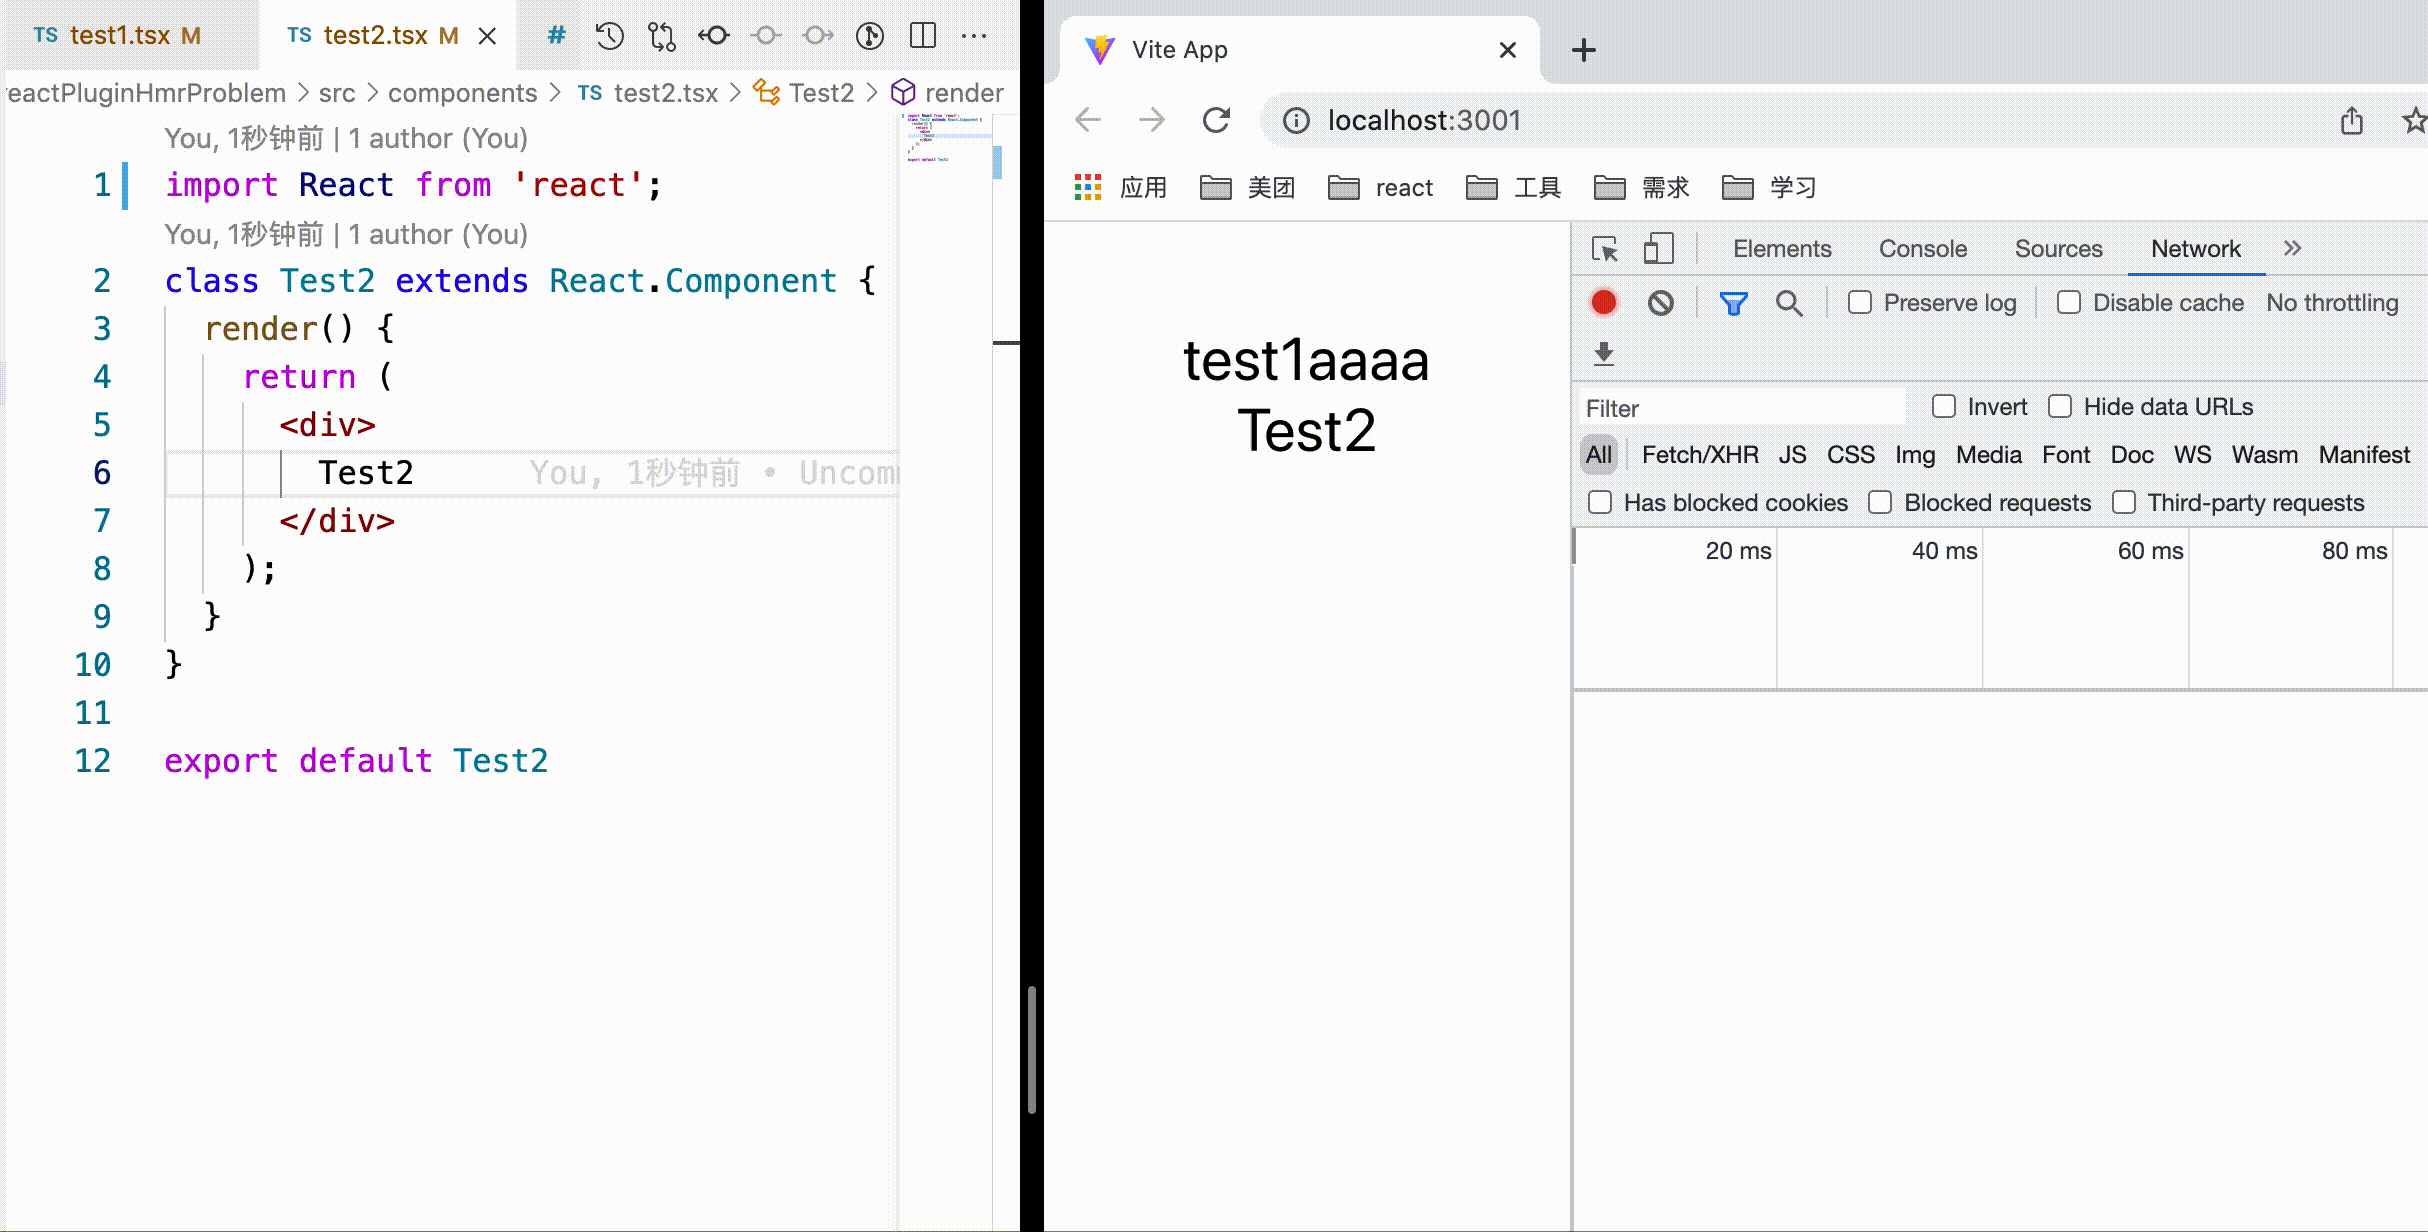 TS test1.tsx M TS test2.tsx M #
reactPluginHmrProblem > src > components > TS test2.tsx > Test2 > render
You, 1秒钟前 | 1 author (You)
1 import React from 'react';
You, 1秒钟前 | 1 author (You)
2 class Test2 extends React.Component {
3 render() {
4 return (
5 <div>
6 Test2 You, 1秒钟前 • Uncom
7 </div>
8 );
9 }
10 }
11
12 export default Test2
Vite App
localhost:3001
应用 美团 react 工具 需求 学习
test1aaaa
Test2
Elements Console Sources Network
Preserve log Disable cache No throttling
Filter Invert Hide data URLs
All Fetch/XHR JS CSS Img Media Font Doc WS Wasm Manifest
Has blocked cookies Blocked requests Third-party requests
20 ms 40 ms 60 ms 80 ms